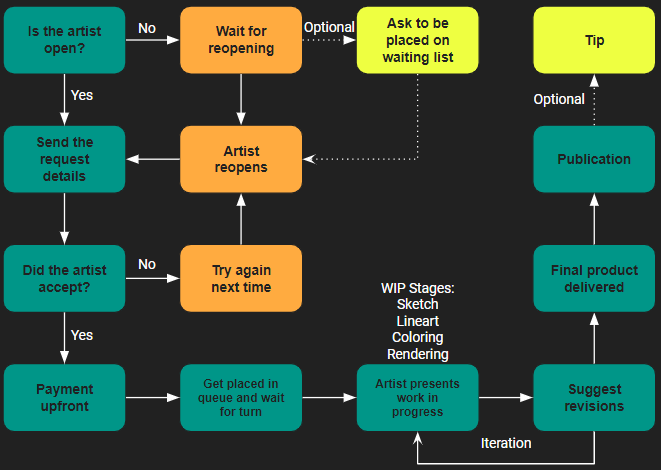 Is the artist
open?
No
Wait for
reopening
Optional
Ask to be
placed on
waiting list
Tip
Yes
Optional
Send the
request
details
Artist
reopens
Publication
Did the artist
accept?
No
Try again
next time
Final product
delivered
WIP Stages:
Sketch
Lineart
Coloring
Rendering
Yes
Payment
upfront
Get placed in
queue and wait
for turn
Artist presents
work in
progress
Suggest
revisions
Iteration